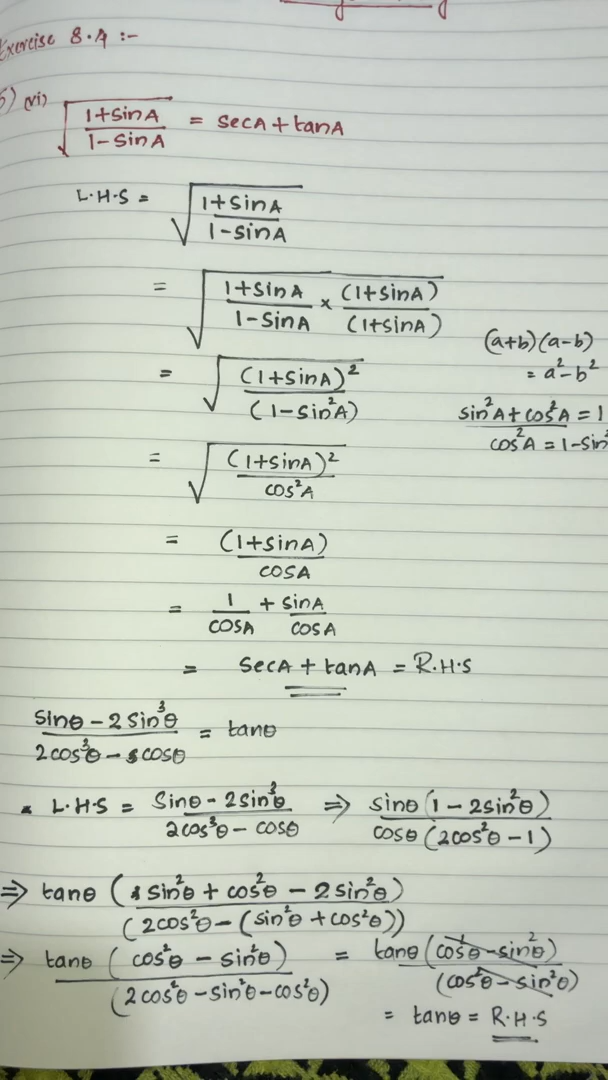 Exercise 8.4 :-
5) (vi) √((1+sinA)/(1-sinA)) = secA + tanA
L.H.S = √((1+sinA)/(1-sinA))
= √((1+sinA)/(1-sinA) × (1+sinA)/(1+sinA))
(a+b)(a-b)
= a²-b²
= √((1+sinA)²/(1-sin²A))
sin²A + cos²A = 1
cos²A = 1-sin²
= √((1+sinA)²/cos²A)
= (1+sinA)/cosA
= 1/cosA + sinA/cosA
= secA + tanA = R.H.S
(sinθ - 2sin³θ)/(2cos³θ - cosθ) = tanθ
L.H.S = (sinθ - 2sin³θ)/(2cos³θ - cosθ) ⇒ sinθ(1 - 2sin²θ)/cosθ(2cos²θ - 1)
⇒ tanθ (sin²θ + cos²θ - 2sin²θ)/(2cos²θ - (sin²θ + cos²θ))
⇒ tanθ (cos²θ - sin²θ)/(2cos²θ - sin²θ - cos²θ) = tanθ (cos²θ - sin²θ)/(cos²θ - sin²θ)
= tanθ = R.H.S